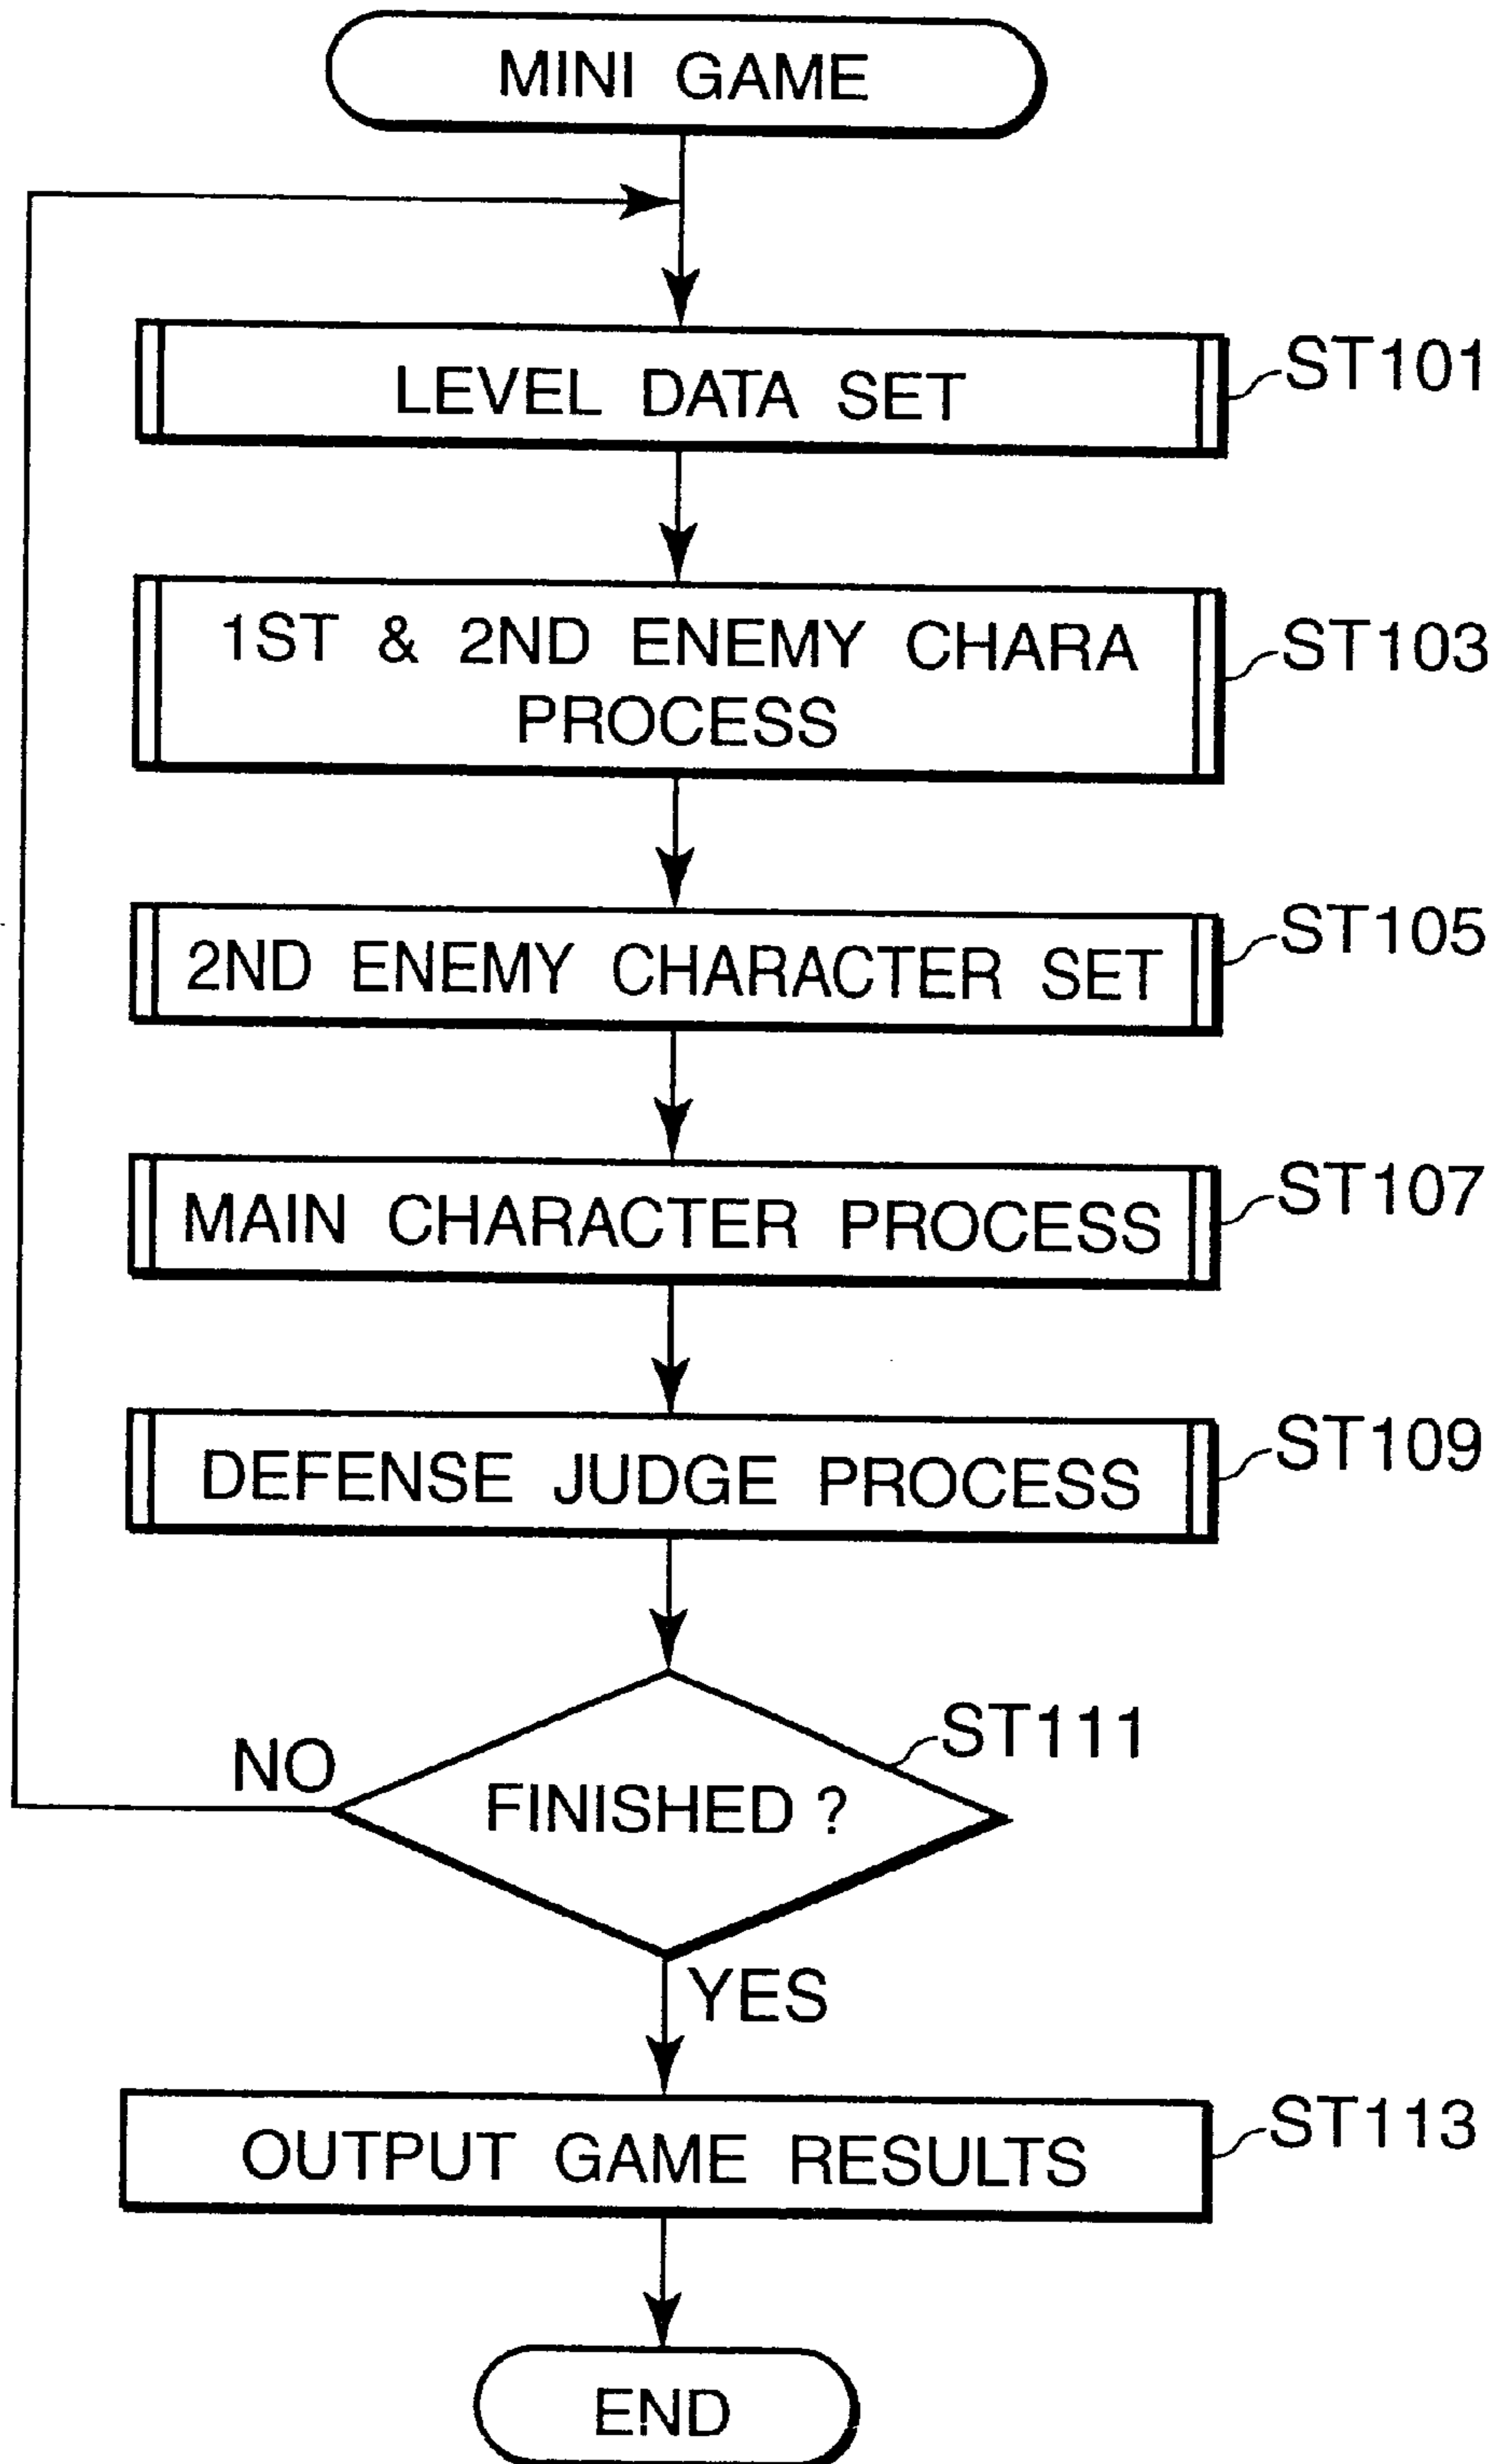 MINI GAME
LEVEL DATA SET
ST101
1ST & 2ND ENEMY CHARA
PROCESS
ST103
2ND ENEMY CHARACTER SET
ST105
MAIN CHARACTER PROCESS
ST107
DEFENSE JUDGE PROCESS
ST109
ST111
NO
FINISHED ?
YES
OUTPUT GAME RESULTS
ST113
END